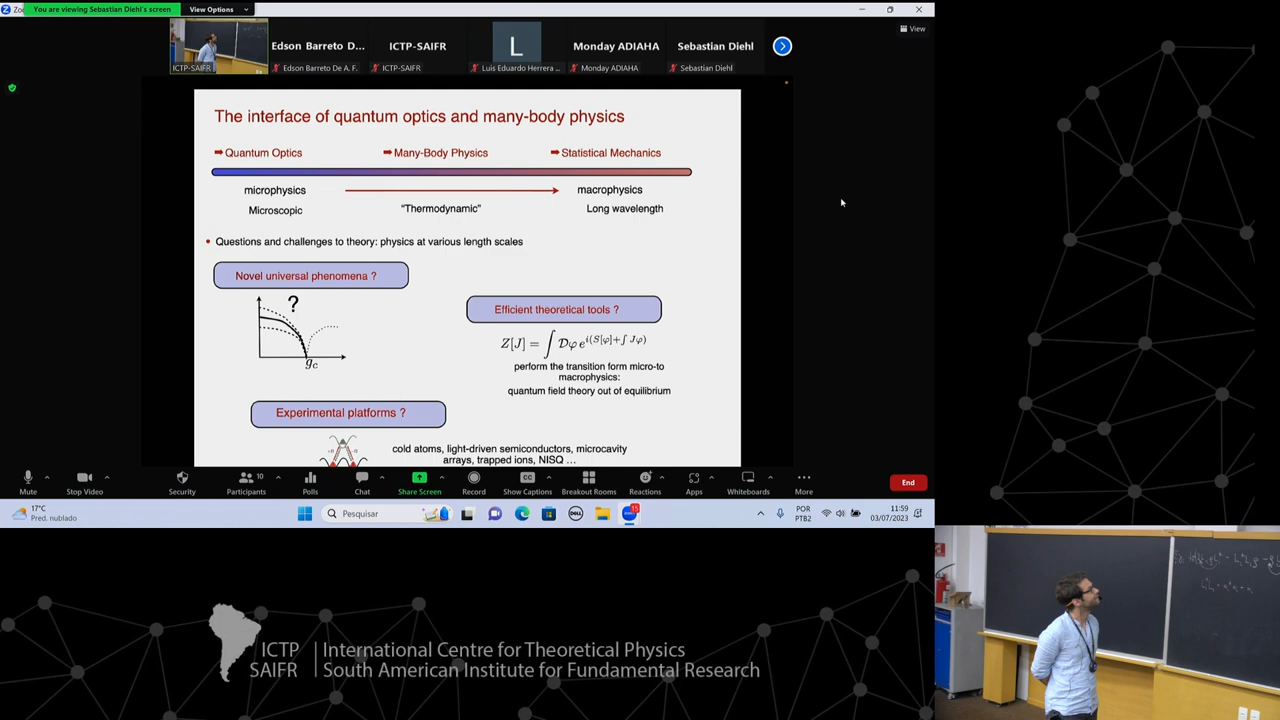 You are viewing Sebastian Diehl's screen
View Options
View
Edson Barreto D...
ICTP-SAIFR
L
Monday ADIAHA
Sebastian Diehl
ICTP-SAIFR
Edson Barreto De A. F.
ICTP-SAIFR
Luis Eduardo Herrera ...
Monday ADIAHA
Sebastian Diehl
The interface of quantum optics and many-body physics
➡ Quantum Optics
➡ Many-Body Physics
➡ Statistical Mechanics
microphysics
macrophysics
Microscopic
“Thermodynamic”
Long wavelength
• Questions and challenges to theory: physics at various length scales
Novel universal phenomena ?
?
g_c
Efficient theoretical tools ?
Z[J] = ∫ Dφ e^{i(S[φ]+∫ Jφ)}
perform the transition form micro-to
macrophysics:
quantum field theory out of equilibrium
Experimental platforms ?
cold atoms, light-driven semiconductors, microcavity
arrays, trapped ions, NISQ ...
Mute
Stop Video
Security
10
Participants
Polls
Chat
Share Screen
Record
CC
Show Captions
Breakout Rooms
Reactions
Apps
Whiteboards
More
End
17°C
Pred. nublado
Pesquisar
DELL
15
POR
PTB2
11:59
03/07/2023
ICTP
SAIFR
International Centre for Theoretical Physics
South American Institute for Fundamental Research